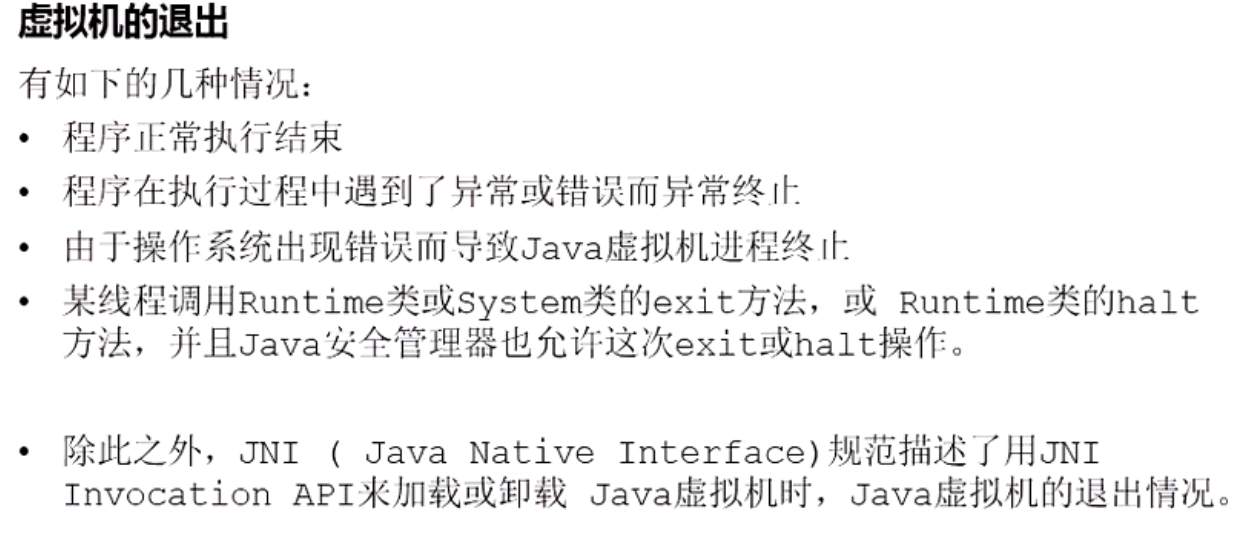 虚拟机的退出
有如下的几种情况：
• 程序正常执行结束
• 程序在执行过程中遇到了异常或错误而异常终止
• 由于操作系统出现错误而导致Java虚拟机进程终止
• 某线程调用Runtime类或System类的exit方法，或 Runtime类的halt
方法，并且Java安全管理器也允许这次exit或halt操作。
• 除此之外，JNI ( Java Native Interface)规范描述了用JNI
Invocation API来加载或卸载 Java虚拟机时，Java虚拟机的退出情况。